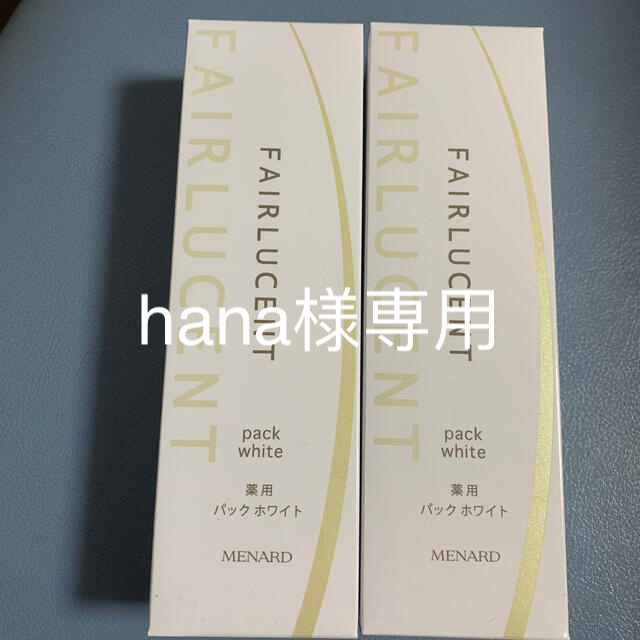 FAIRLUCENT
FAIRLUCENT
pack
white
薬用
パック ホワイト
MENARD
FAIRLUCENT
FAIRLUCENT
pack
white
薬用
パック ホワイト
MENARD
hana様専用